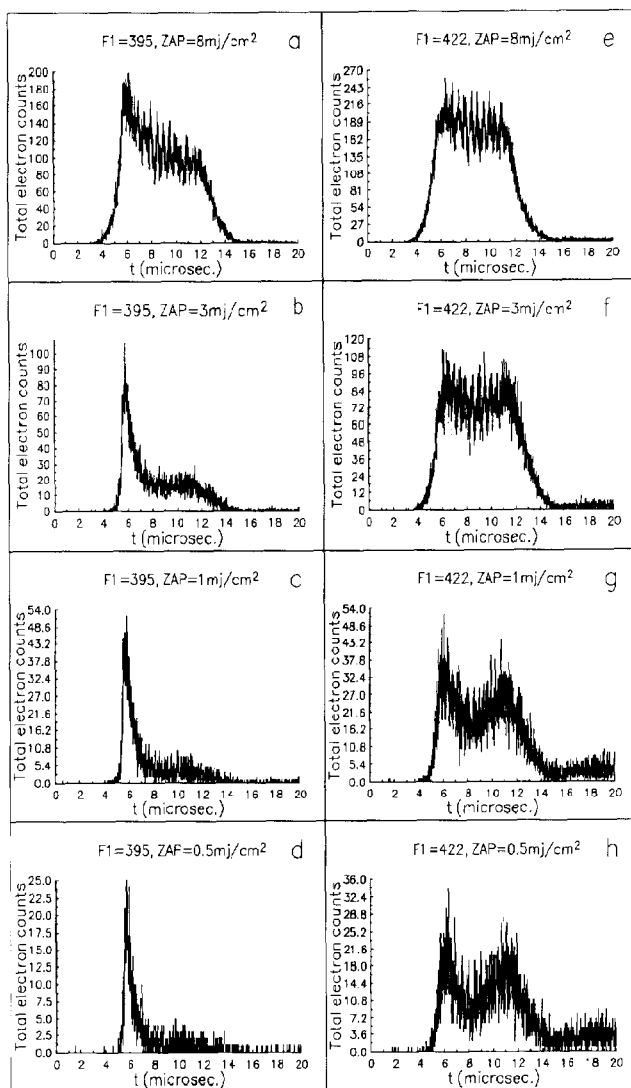 F1=395, ZAP=8mj/cm²
a
Total electron counts
200
180
160
140
120
100
80
60
40
20
0
0 2 4 6 8 10 12 14 16 18 20
t (microsec.)
F1=395, ZAP=3mj/cm²
b
Total electron counts
100
90
80
70
60
50
40
30
20
10
0
0 2 4 6 8 10 12 14 16 18 20
t (microsec.)
F1=395, ZAP=1mj/cm²
c
Total electron counts
54.0
48.6
43.2
37.8
32.4
27.0
21.6
16.2
10.8
5.4
0.0
0 2 4 6 8 10 12 14 16 18 20
t (microsec.)
F1=395, ZAP=0.5mj/cm²
d
Total electron counts
25.0
22.5
20.0
17.5
15.0
12.5
10.0
7.5
5.0
2.5
0.0
0 2 4 6 8 10 12 14 16 18 20
F1=422, ZAP=8mj/cm²
e
Total electron counts
270
243
216
189
162
135
108
81
54
27
0
0 2 4 6 8 10 12 14 16 18 20
t (microsec.)
F1=422, ZAP=3mj/cm²
f
Total electron counts
120
108
96
84
72
60
48
36
24
12
0
0 2 4 6 8 10 12 14 16 18 20
t (microsec.)
F1=422, ZAP=1mj/cm²
g
Total electron counts
54.0
48.6
43.2
37.8
32.4
27.0
21.6
16.2
10.8
5.4
0.0
0 2 4 6 8 10 12 14 16 18 20
t (microsec.)
F1=422, ZAP=0.5mj/cm²
h
Total electron counts
36.0
32.4
28.8
25.2
21.6
18.0
14.4
10.8
7.2
3.6
0.0
0 2 4 6 8 10 12 14 16 18 20